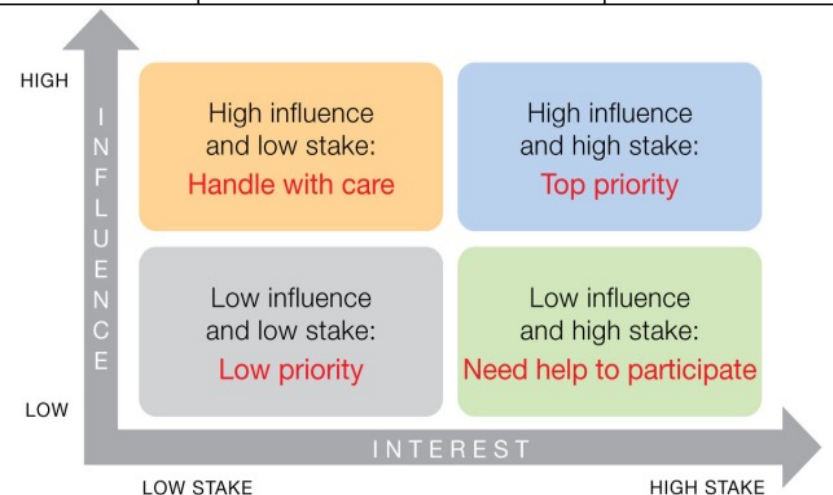 HIGH
INFLUENCE
High influence
and low stake:
Handle with care
High influence
and high stake:
Top priority
Low influence
and low stake:
Low priority
Low influence
and high stake:
Need help to participate
LOW
INTEREST
LOW STAKE
HIGH STAKE